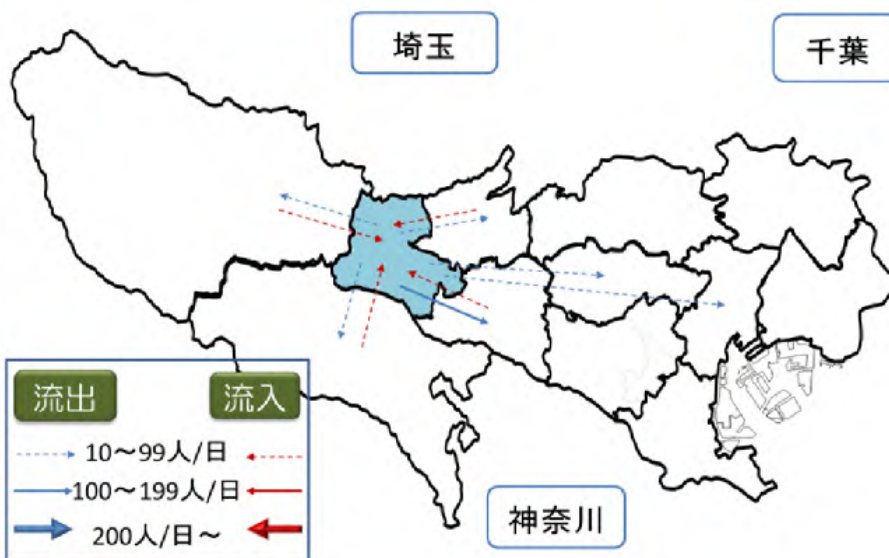 埼玉
千葉
流出 流入
10～99人/日
100～199人/日
200人/日～
神奈川